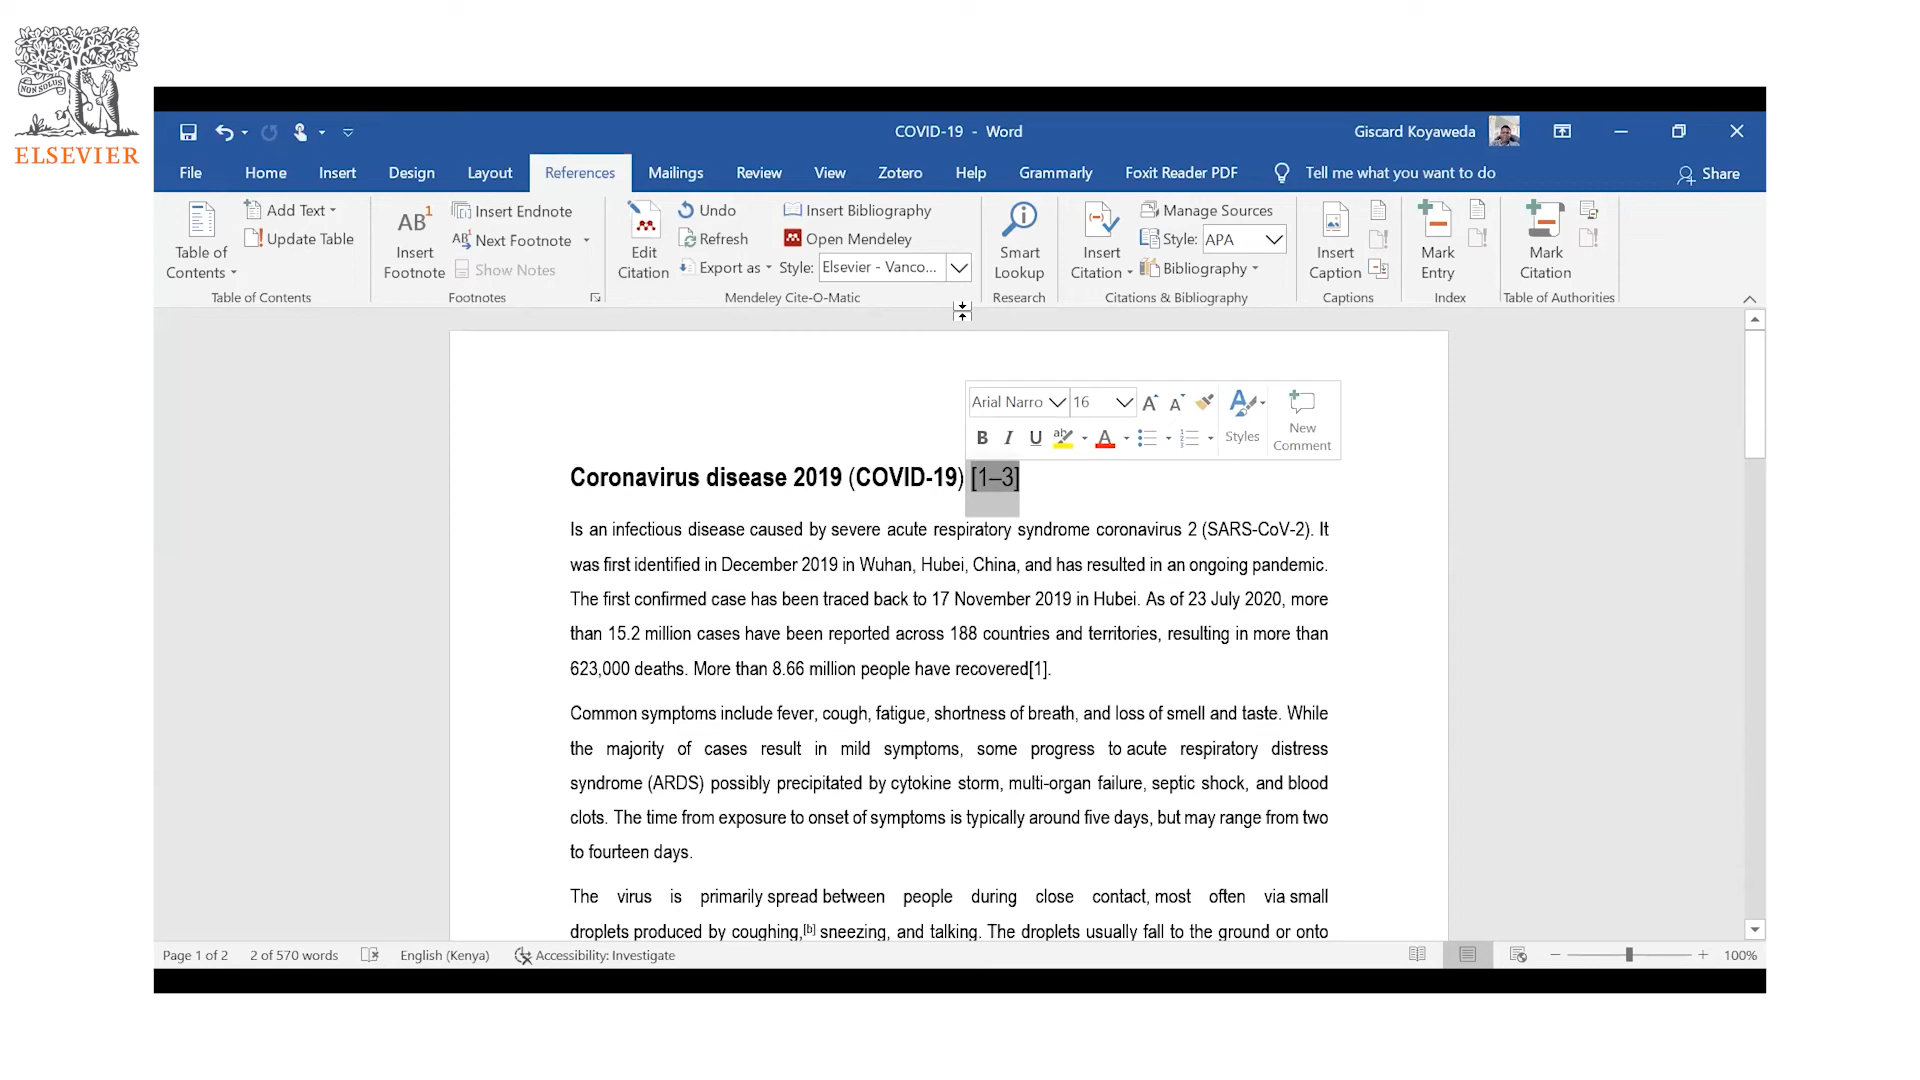 NON SOLUS
ELSEVIER
COVID-19 - Word
Giscard Koyaweda
File Home Insert Design Layout References Mailings Review View Zotero Help Grammarly Foxit Reader PDF Tell me what you want to do Share
Table of Contents
Add Text
Update Table
Table of Contents
AB1
Insert Footnote
Insert Endnote
AB1 Next Footnote
Show Notes
Footnotes
Edit Citation
Undo
Refresh
Export as
Insert Bibliography
Open Mendeley
Style: Elsevier - Vanco...
Mendeley Cite-O-Matic
Smart Lookup
Research
Insert Citation
Manage Sources
Style: APA
Bibliography
Citations & Bibliography
Insert Caption
Captions
Mark Entry
Index
Mark Citation
Table of Authorities
Arial Narro 16 A A
B I U ab A
Styles
New Comment
Coronavirus disease 2019 (COVID-19) [1–3]
Is an infectious disease caused by severe acute respiratory syndrome coronavirus 2 (SARS-CoV-2). It
was first identified in December 2019 in Wuhan, Hubei, China, and has resulted in an ongoing pandemic.
The first confirmed case has been traced back to 17 November 2019 in Hubei. As of 23 July 2020, more
than 15.2 million cases have been reported across 188 countries and territories, resulting in more than
623,000 deaths. More than 8.66 million people have recovered[1].
Common symptoms include fever, cough, fatigue, shortness of breath, and loss of smell and taste. While
the majority of cases result in mild symptoms, some progress to acute respiratory distress
syndrome (ARDS) possibly precipitated by cytokine storm, multi-organ failure, septic shock, and blood
clots. The time from exposure to onset of symptoms is typically around five days, but may range from two
to fourteen days.
The virus is primarily spread between people during close contact, most often via small
droplets produced by coughing,[b] sneezing, and talking. The droplets usually fall to the ground or onto
Page 1 of 2 2 of 570 words English (Kenya) Accessibility: Investigate 100%